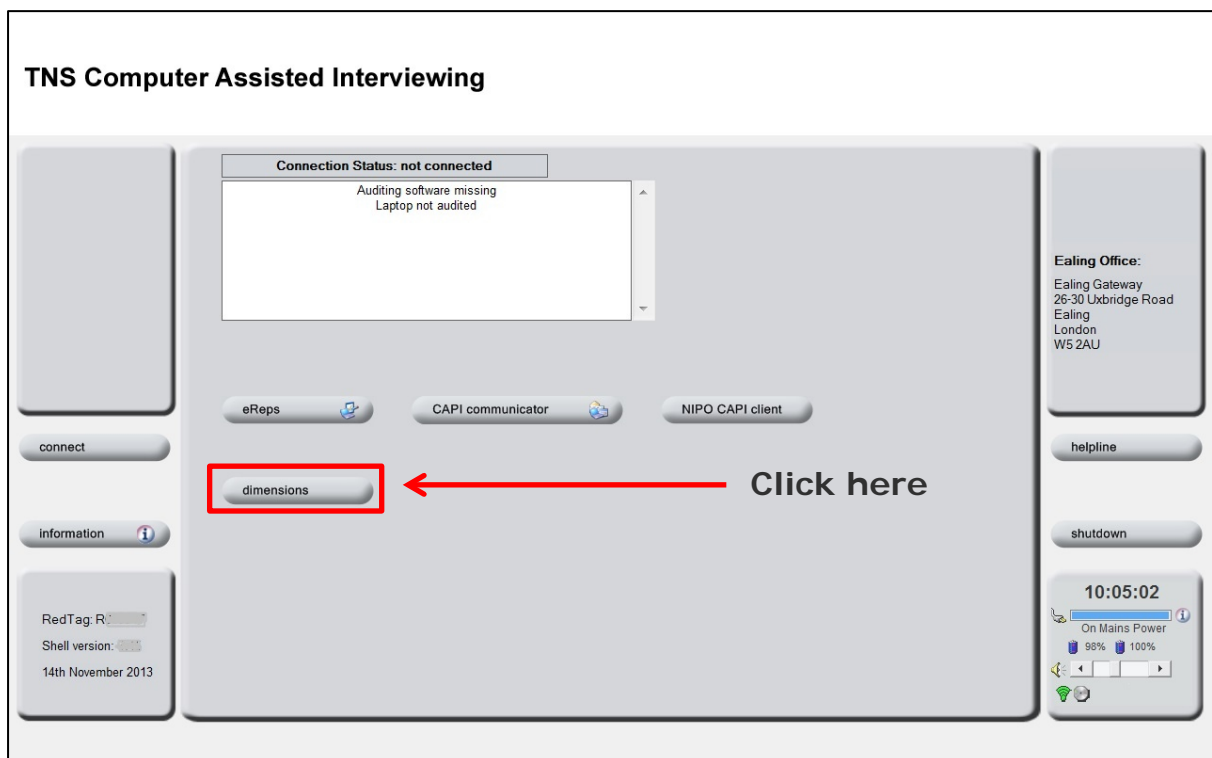 TNS Computer Assisted Interviewing
Connection Status: not connected
Auditing software missing
Laptop not audited
eReps
CAPI communicator
NIPO CAPI client
dimensions
Click here
connect
information
RedTag: R
Shell version:
14th November 2013
Ealing Office:
Ealing Gateway
26-30 Uxbridge Road
Ealing
London
W5 2AU
helpline
shutdown
10:05:02
On Mains Power
98% 100%